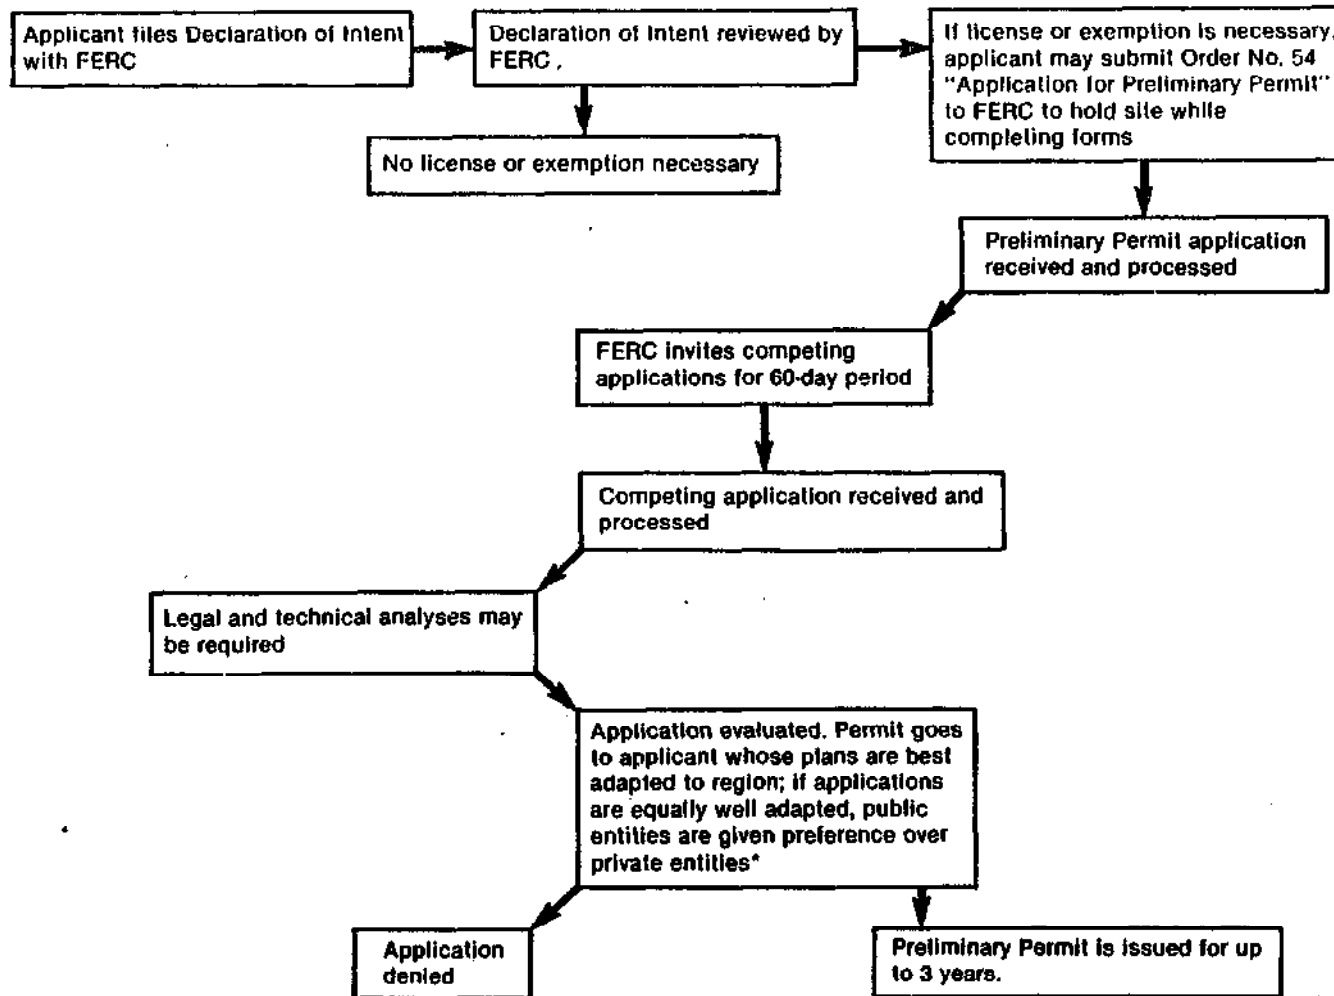 Applicant files Declaration of Intent
with FERC
Declaration of Intent reviewed by
FERC.
If license or exemption is necessary,
applicant may submit Order No. 54
"Application for Preliminary Permit"
to FERC to hold site while
completing forms
No license or exemption necessary
Preliminary Permit application
received and processed
FERC invites competing
applications for 60-day period
Competing application received and
processed
Legal and technical analyses may
be required
Application evaluated. Permit goes
to applicant whose plans are best
adapted to region; if applications
are equally well adapted, public
entities are given preference over
private entities*
Application
denied
Preliminary Permit is issued for up
to 3 years.